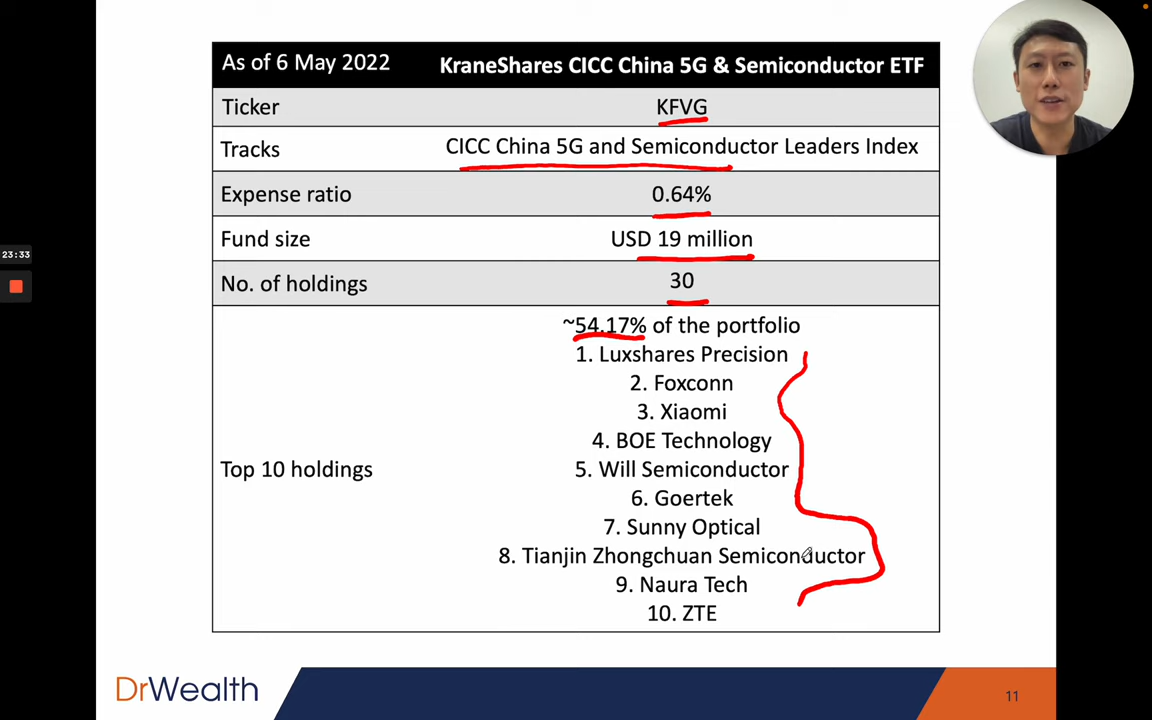 As of 6 May 2022
KraneShares CICC China 5G & Semiconductor ETF
Ticker
KFVG
Tracks
CICC China 5G and Semiconductor Leaders Index
Expense ratio
0.64%
23:33
Fund size
USD 19 million
No. of holdings
30
Top 10 holdings
~54.17% of the portfolio
1. Luxshares Precision
2. Foxconn
3. Xiaomi
4. BOE Technology
5. Will Semiconductor
6. Goertek
7. Sunny Optical
8. Tianjin Zhongchuan Semiconductor
9. Naura Tech
10. ZTE
DrWealth
11